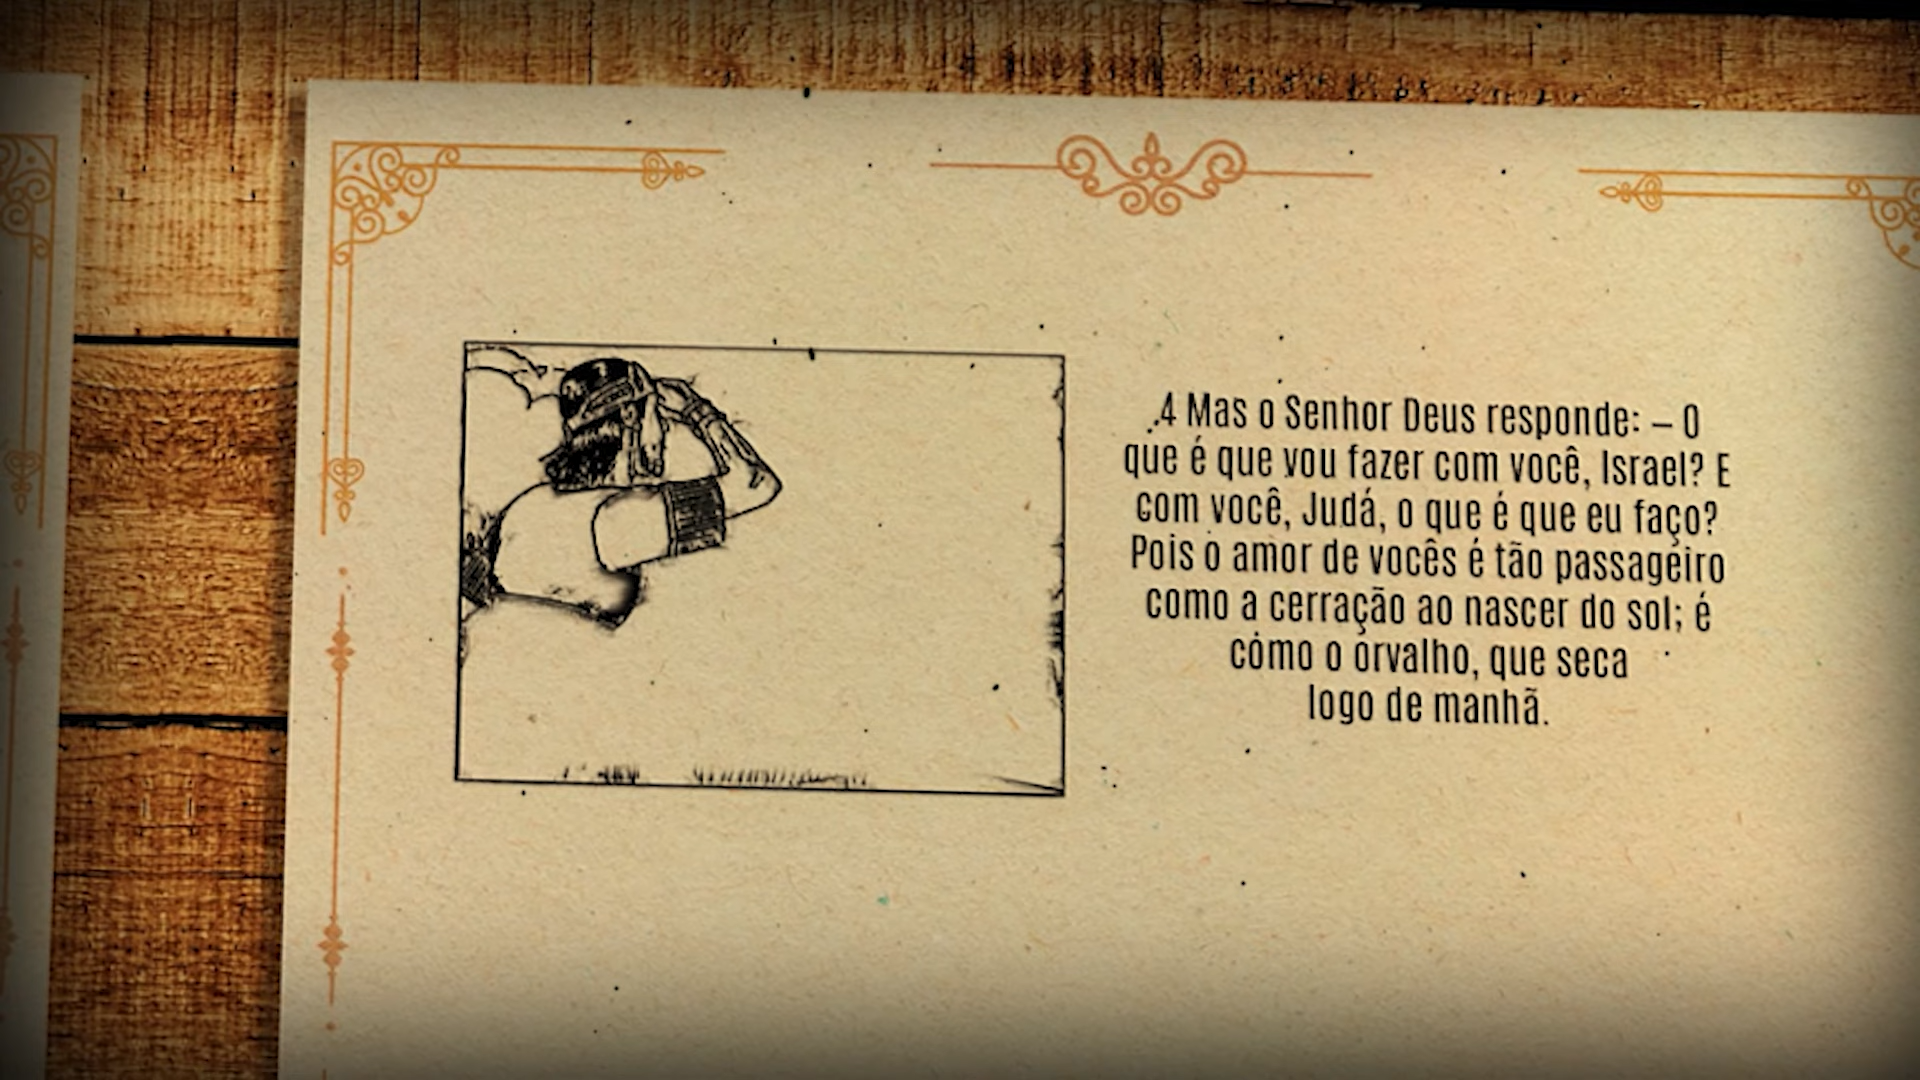 .4 Mas o Senhor Deus responde: – O
que é que vou fazer com você, Israel? E
com você, Judá, o que é que eu faço?
Pois o amor de vocês é tão passageiro
como a cerração ao nascer do sol; é
como o orvalho, que seca
logo de manhã.